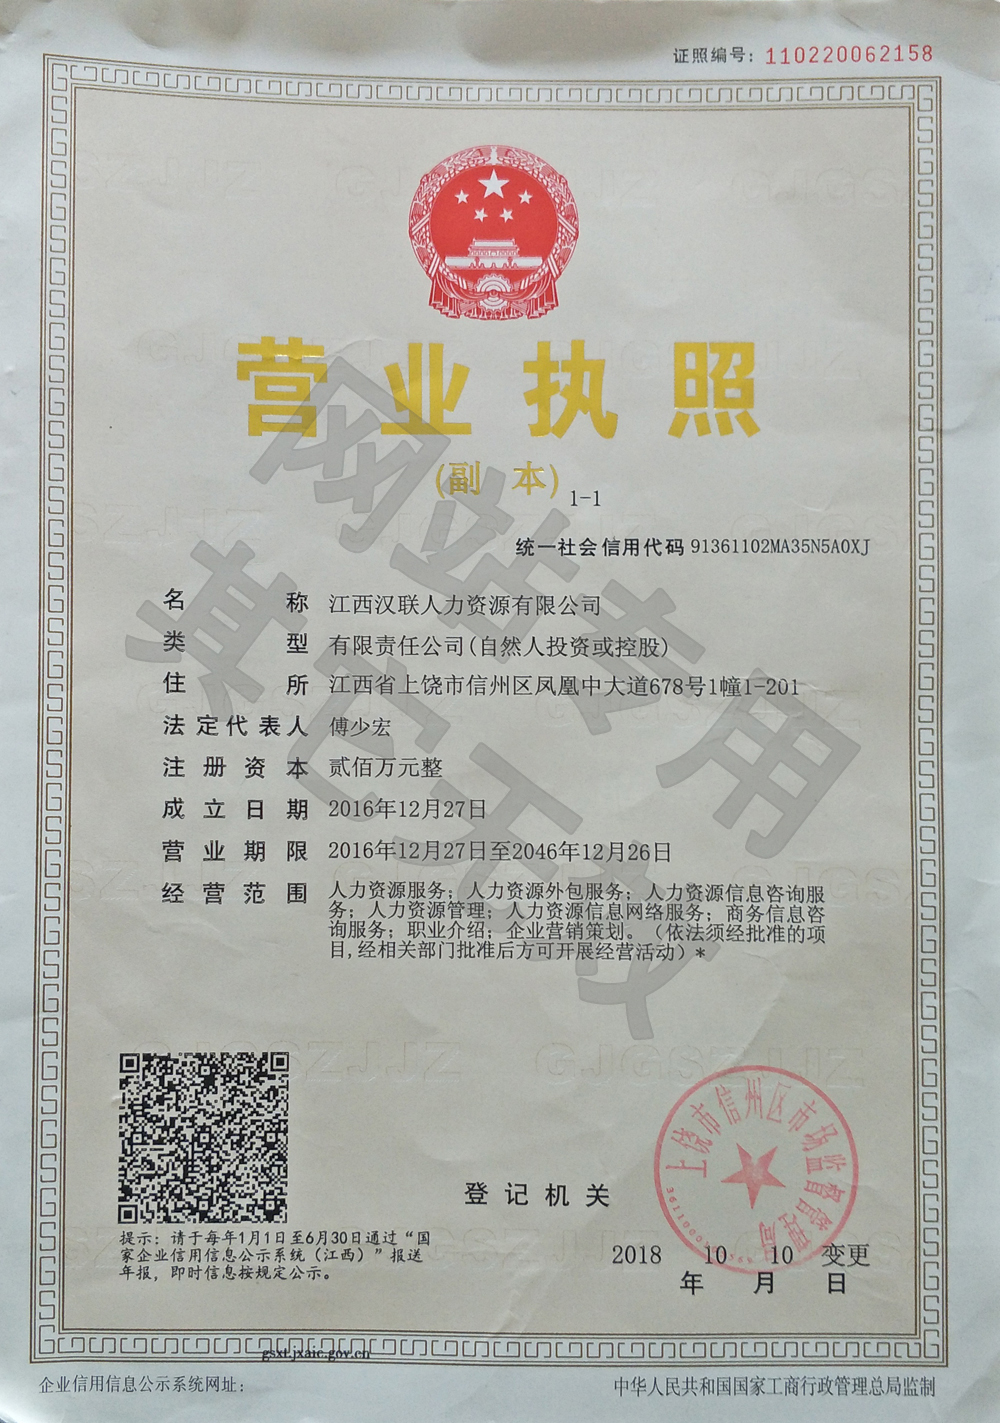 证照编号：110220062158
营业执照
(副 本) 1-1
统一社会信用代码 91361102MA35N5A0XJ
名称 江西汉联人力资源有限公司
类型 有限责任公司(自然人投资或控股)
住所 江西省上饶市信州区凤凰中大道678号1幢1-201
法定代表人 傅少宏
注册资本 贰佰万元整
成立日期 2016年12月27日
营业期限 2016年12月27日至2046年12月26日
经营范围 人力资源服务；人力资源外包服务；人力资源信息咨询服
务；人力资源管理；人力资源信息网络服务；商务信息咨
询服务；职业介绍；企业营销策划。（依法须经批准的项
目,经相关部门批准后方可开展经营活动）*
网站专用
其它无效
上饶市信州区市场监督管理局
登记机关
2018 10 10 变更
年 月 日
提示：请于每年1月1日至6月30日通过“国
家企业信用信息公示系统（江西）”报送
年报，即时信息按规定公示。
gsxt.jxaic.gov.cn
企业信用信息公示系统网址：
中华人民共和国国家工商行政管理总局监制